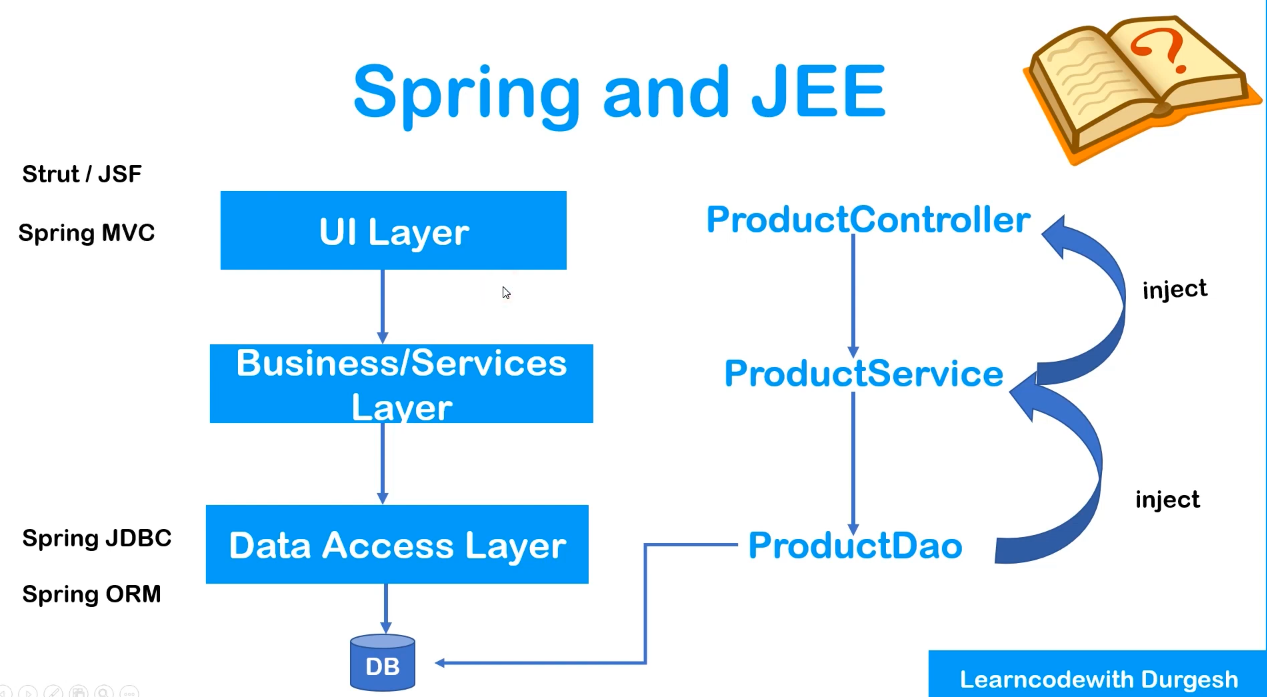 Spring and JEE
Strut / JSF
Spring MVC
UI Layer
Business/Services
Layer
Spring JDBC
Spring ORM
Data Access Layer
DB
ProductController
inject
ProductService
inject
ProductDao
Learncodewith Durgesh
?